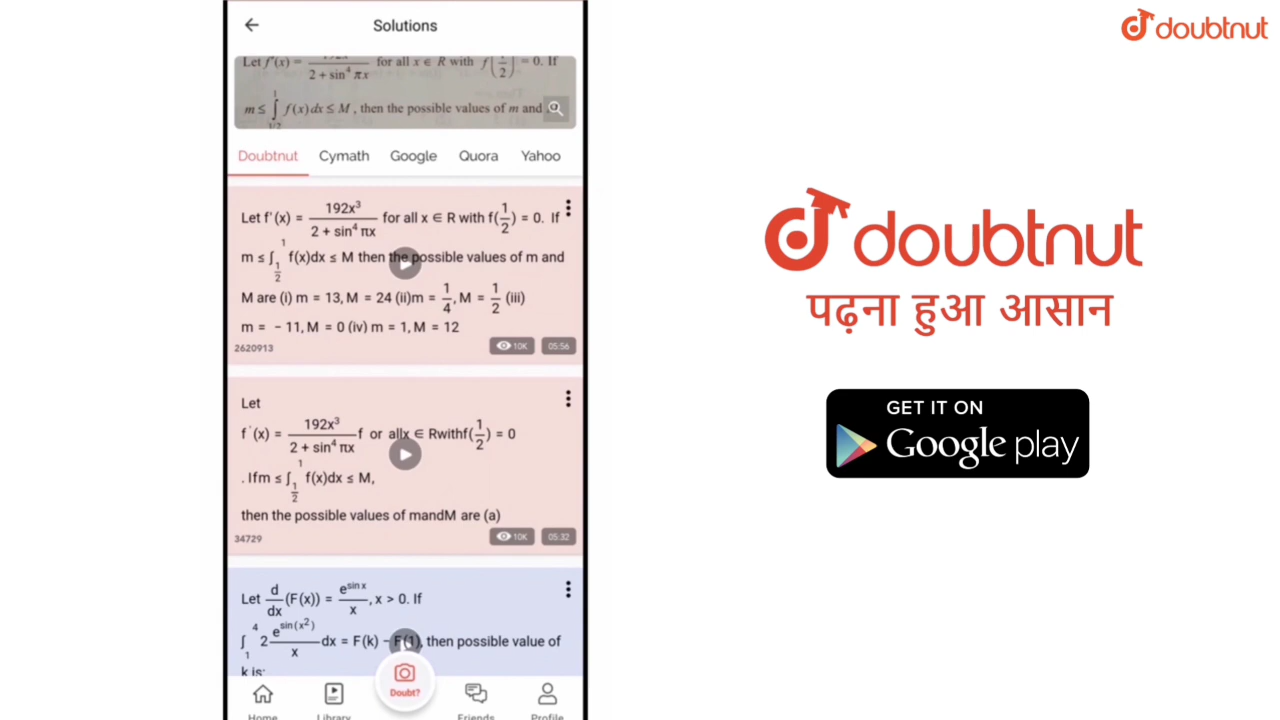 Solutions
Let f'(x) = 192x³ / 2 + sin⁴ πx for all x ∈ R with f[1/2] = 0. If
m ≤ ∫_{1/2}^{1} f(x)dx ≤ M, then the possible values of m and
Doubtnut Cymath Google Quora Yahoo
Let f'(x) = 192x³ / 2 + sin⁴ πx for all x ∈ R with f(1/2) = 0. If
m ≤ ∫_{1/2}^{1} f(x)dx ≤ M then the possible values of m and
M are (i) m = 13, M = 24 (ii)m = 1/4, M = 1/2 (iii)
m = - 11, M = 0 (iv) m = 1, M = 12
2620913 10K 05:56
Let
f'(x) = 192x³ / 2 + sin⁴ πx f or allx ∈ Rwithf(1/2) = 0
. Ifm ≤ ∫_{1/2}^{1} f(x)dx ≤ M,
then the possible values of mandM are (a)
34729 10K 05:32
Let d/dx (F(x)) = e^{sin x} / x, x > 0. If
∫_{1}^{4} 2 e^{sin(x²)} / x dx = F(k) - F(1), then possible value of
k is:
Doubt?
Home Library Friends Profile
doubtnut
doubtnut
पढ़ना हुआ आसान
GET IT ON
Google play